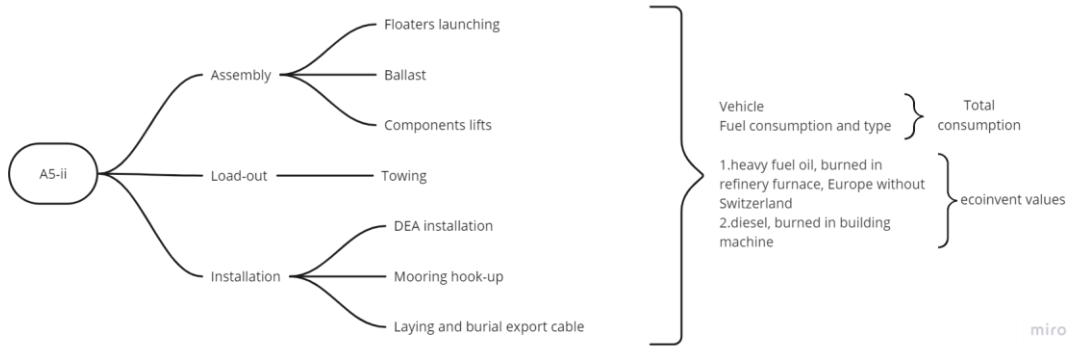 A5-ii
Assembly
Floaters launching
Ballast
Components lifts
Load-out
Towing
Installation
DEA installation
Mooring hook-up
Laying and burial export cable
Vehicle
Fuel consumption and type
Total
consumption
1.heavy fuel oil, burned in
refinery furnace, Europe without
Switzerland
2.diesel, burned in building
machine
ecoinvent values
miro